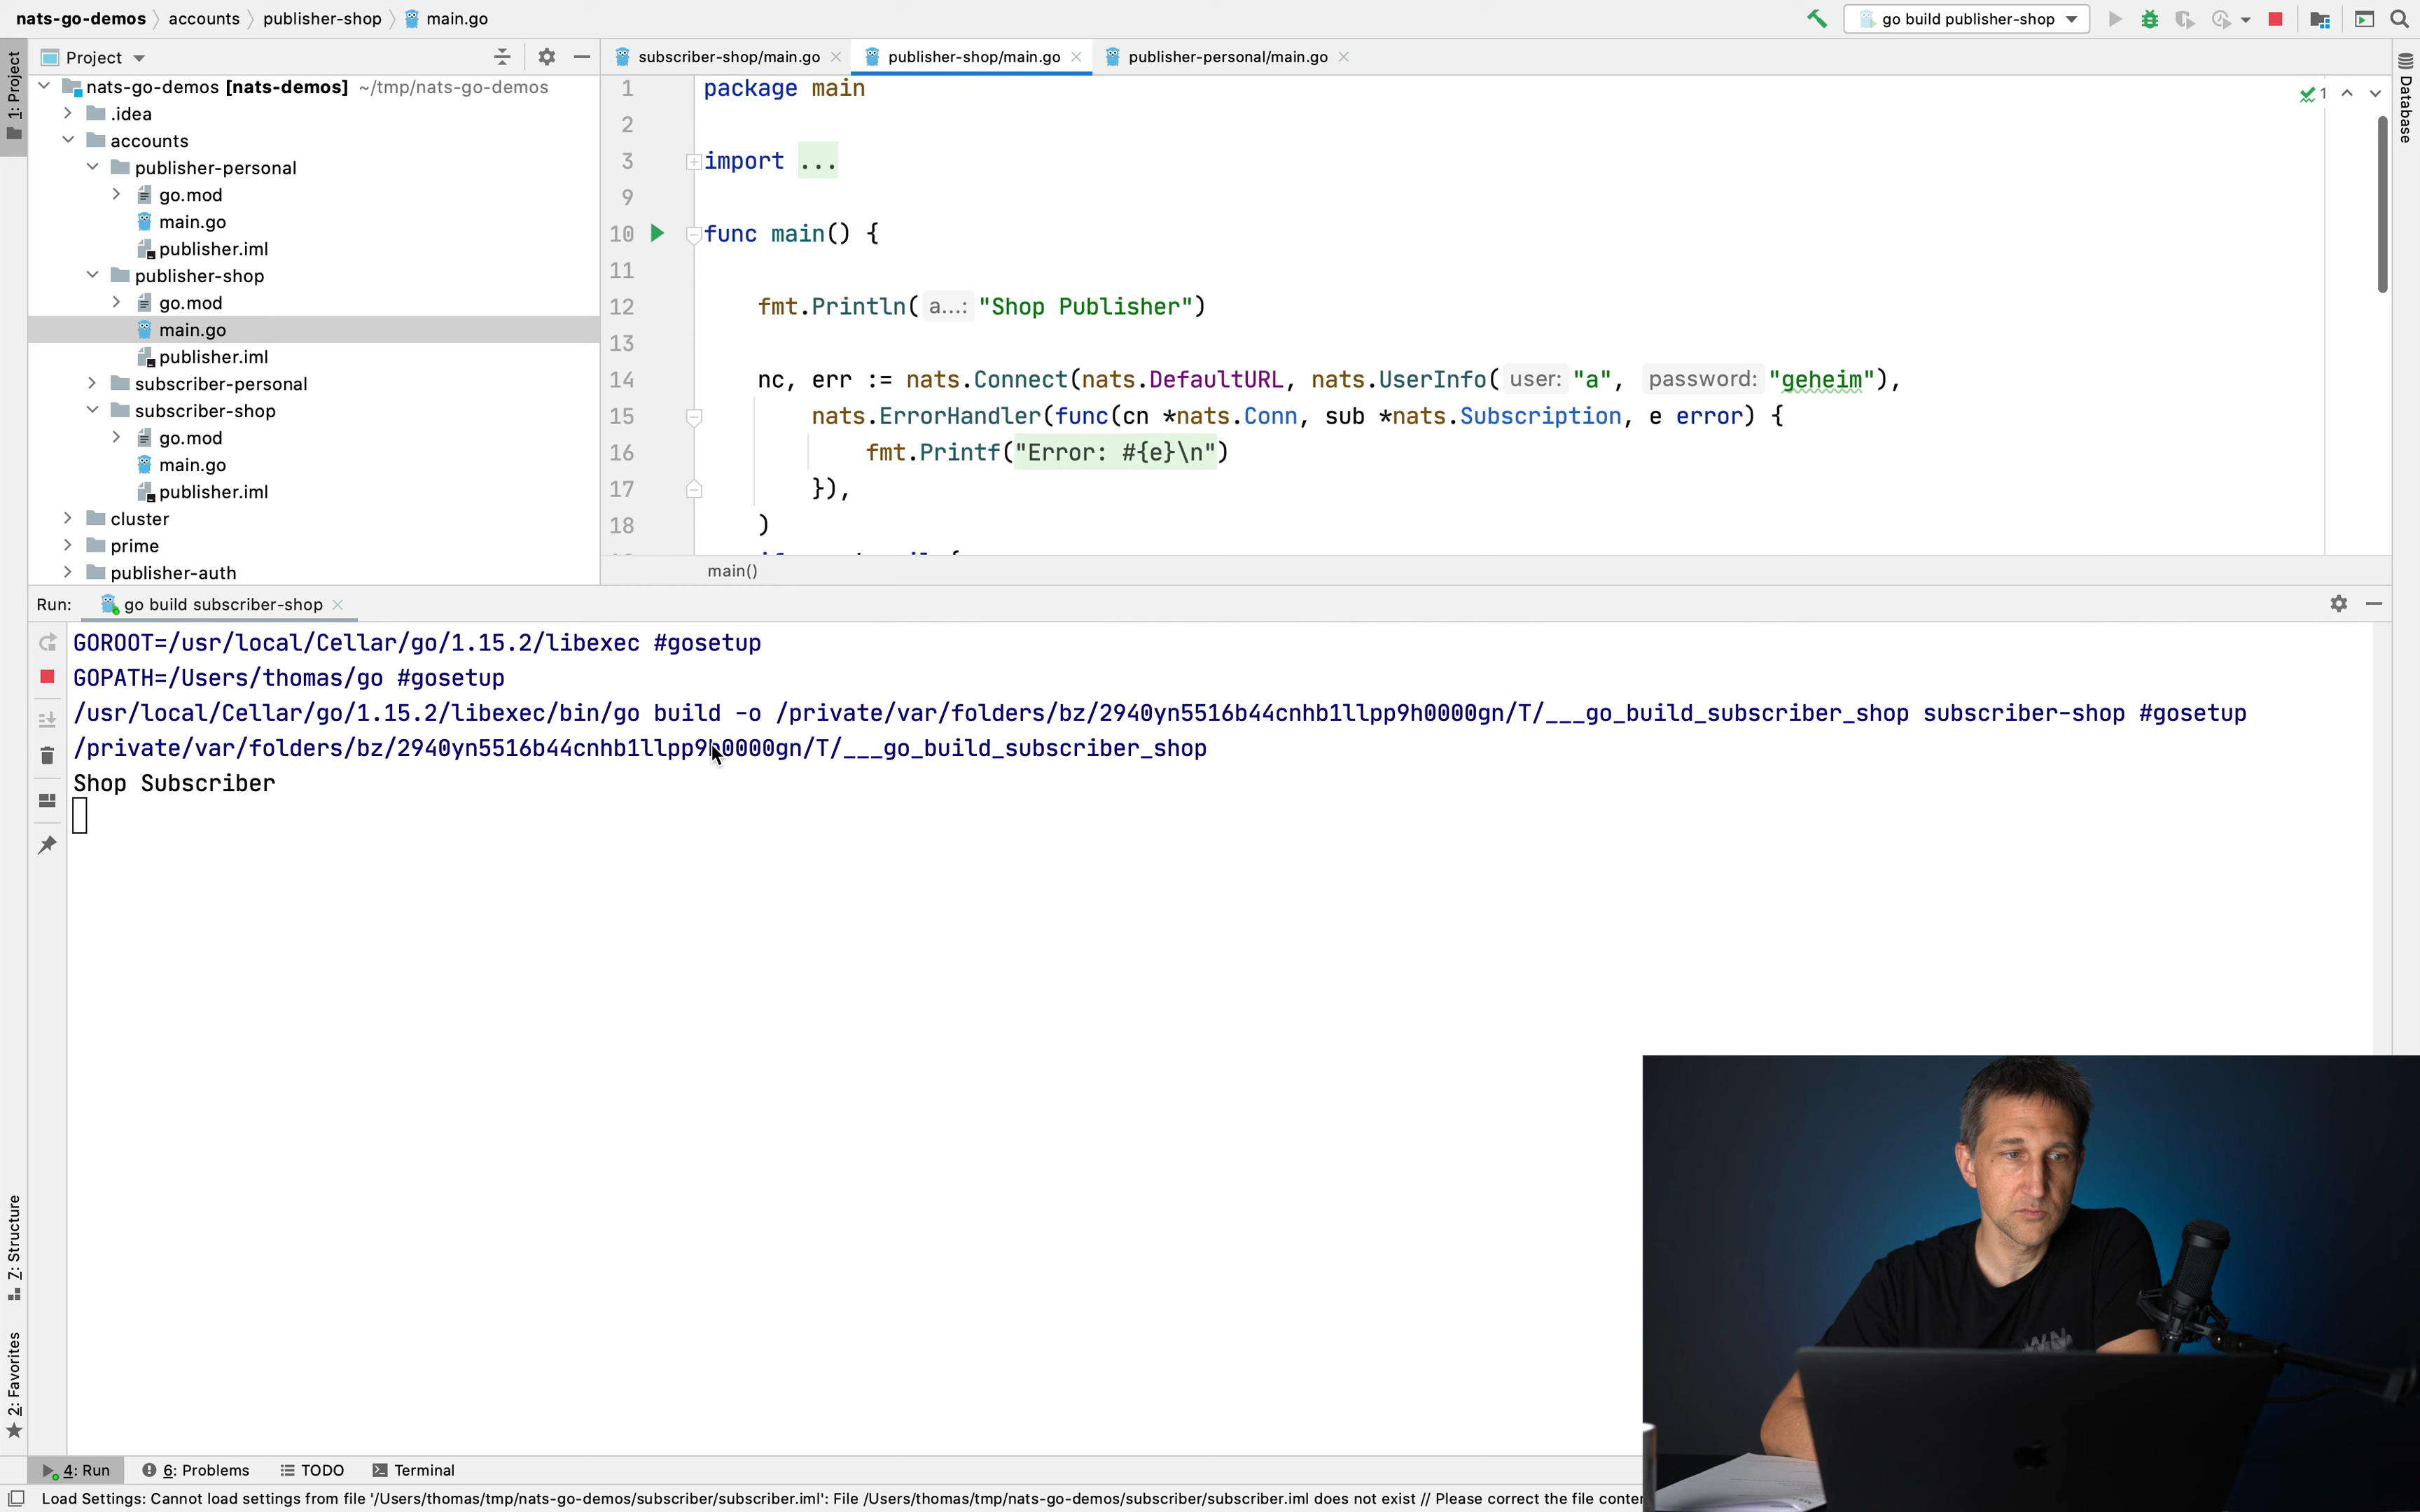 nats-go-demos accounts publisher-shop main.go go build publisher-shop
1: Project
Project
subscriber-shop/main.go publisher-shop/main.go publisher-personal/main.go
Database
nats-go-demos [nats-demos] ~/tmp/nats-go-demos
.idea
accounts
publisher-personal
go.mod
main.go
publisher.iml
publisher-shop
go.mod
main.go
publisher.iml
subscriber-personal
subscriber-shop
go.mod
main.go
publisher.iml
cluster
prime
publisher-auth
1 package main
1
2
3 import ...
9
10 func main() {
11
12 fmt.Println( a...: "Shop Publisher")
13
14 nc, err := nats.Connect(nats.DefaultURL, nats.UserInfo( user: "a", password: "geheim"),
15 nats.ErrorHandler(func(cn *nats.Conn, sub *nats.Subscription, e error) {
16 fmt.Printf("Error: #{e}\n")
17 }),
18 )
main()
Run: go build subscriber-shop
GOROOT=/usr/local/Cellar/go/1.15.2/libexec #gosetup
GOPATH=/Users/thomas/go #gosetup
/usr/local/Cellar/go/1.15.2/libexec/bin/go build -o /private/var/folders/bz/2940yn5516b44cnhb1llpp9h0000gn/T/___go_build_subscriber_shop subscriber-shop #gosetup
/private/var/folders/bz/2940yn5516b44cnhb1llpp9h0000gn/T/___go_build_subscriber_shop
Shop Subscriber
7: Structure
2: Favorites
4: Run 6: Problems TODO Terminal
Load Settings: Cannot load settings from file '/Users/thomas/tmp/nats-go-demos/subscriber/subscriber.iml': File /Users/thomas/tmp/nats-go-demos/subscriber/subscriber.iml does not exist // Please correct the file conter